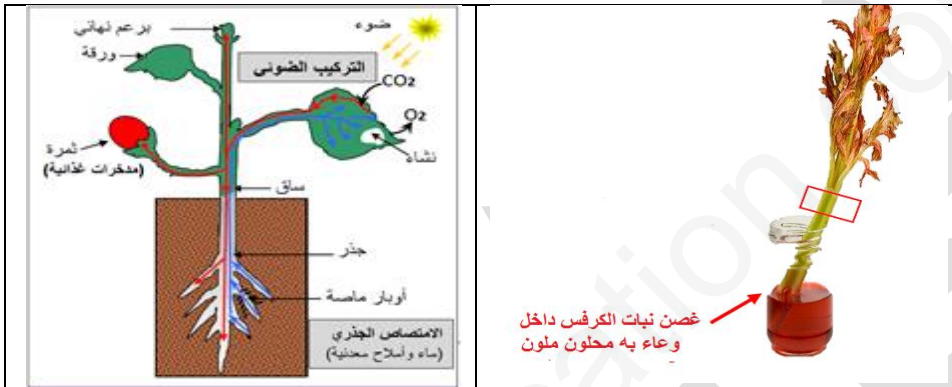 ضوء
برعم نهائي
ورقة
التركيب الضوئي
CO₂
O₂
نشاء
ثمرة
(مدخرات غذائية)
ساق
جذر
أوبار ماصة
الامتصاص الجذري
(ماء وأملاح معدنية)
غصن نبات الكرفس داخل
وعاء به محلون ملون